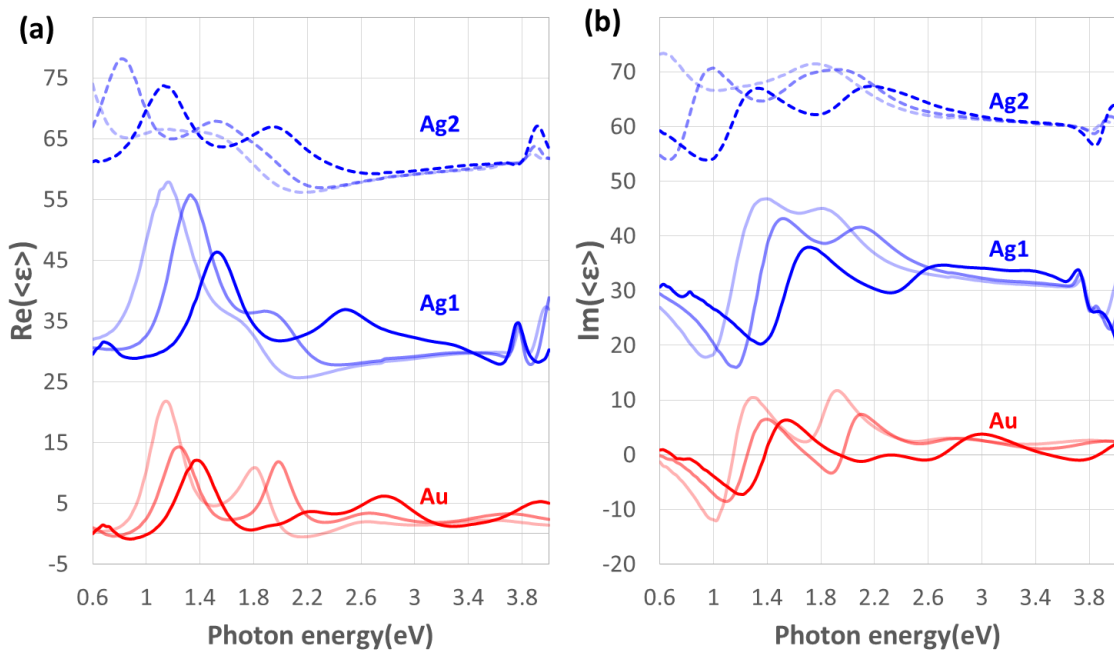 (a)
Re(<ε>)
75
65
55
45
35
25
15
5
-5
Ag2
Ag1
Au
0.6 1 1.4 1.8 2.2 2.6 3 3.4 3.8
Photon energy(eV)
(b)
Im(<ε>)
80
70
60
50
40
30
20
10
0
-10
-20
Ag2
Ag1
Au
0.6 1 1.4 1.8 2.2 2.6 3 3.4 3.8
Photon energy(eV)